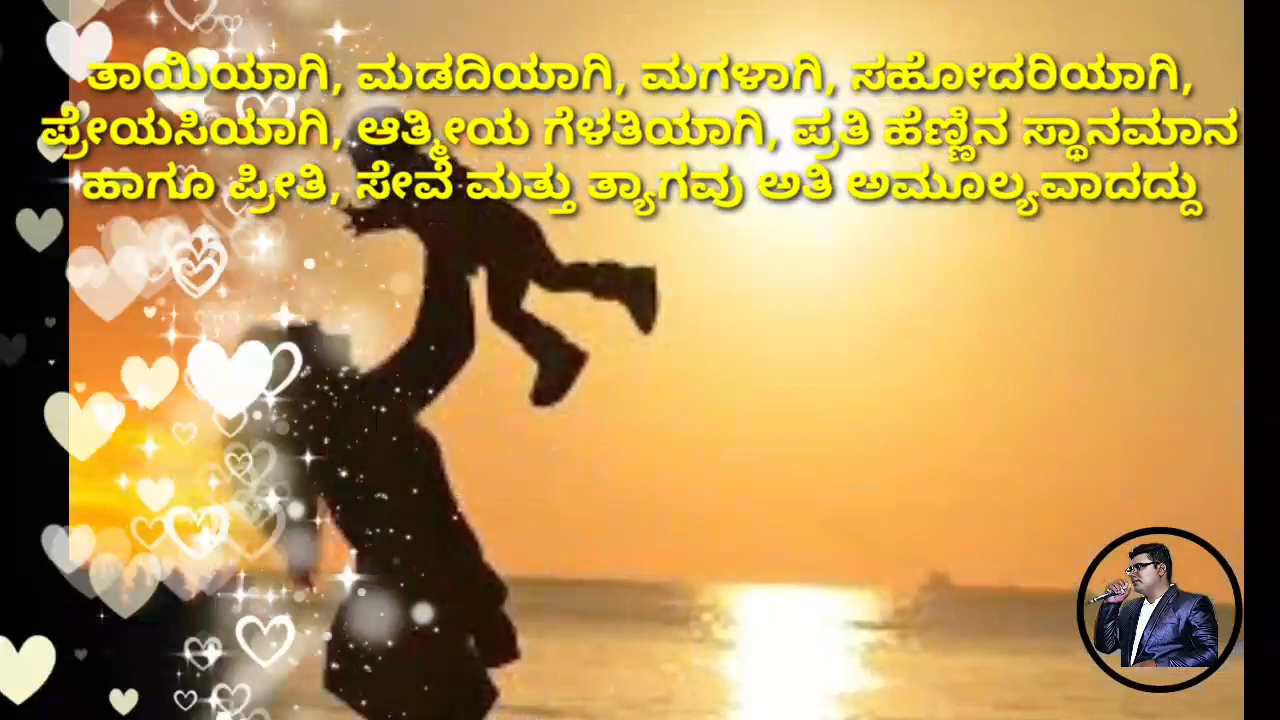 ತಾಯಿಯಾಗಿ, ಮಡದಿಯಾಗಿ, ಮಗಳಾಗಿ, ಸಹೋದರಿಯಾಗಿ,
ಪ್ರೇಯಸಿಯಾಗಿ, ಆತ್ಮೀಯ ಗೆಳತಿಯಾಗಿ, ಪ್ರತಿ ಹೆಣ್ಣಿನ ಸ್ಥಾನಮಾನ
ಹಾಗೂ ಪ್ರೀತಿ, ಸೇವೆ ಮತ್ತು ತ್ಯಾಗವು ಅತಿ ಅಮೂಲ್ಯವಾದದ್ದು